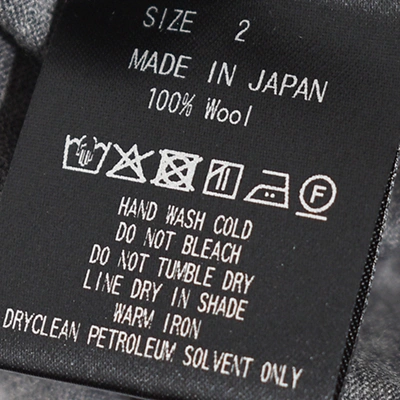 SIZE 2
MADE IN JAPAN
100% Wool
F
HAND WASH COLD
DO NOT BLEACH
DO NOT TUMBLE DRY
LINE DRY IN SHADE
WARM IRON
DRYCLEAN PETROLEUM SOLVENT ONLY